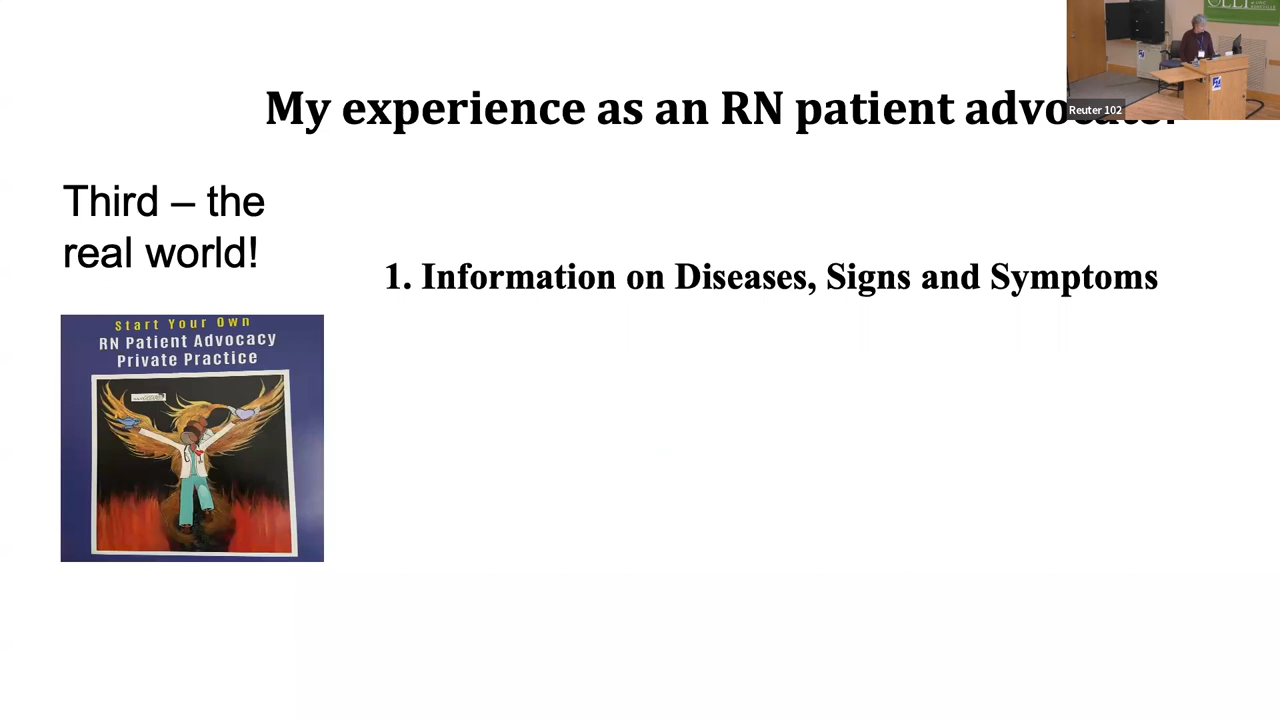 My experience as an RN patient
Third – the
real world!
1. Information on Diseases, Signs and Symptoms
Start Your Own
RN Patient Advocacy
Private Practice
OLLI
Reuter 102